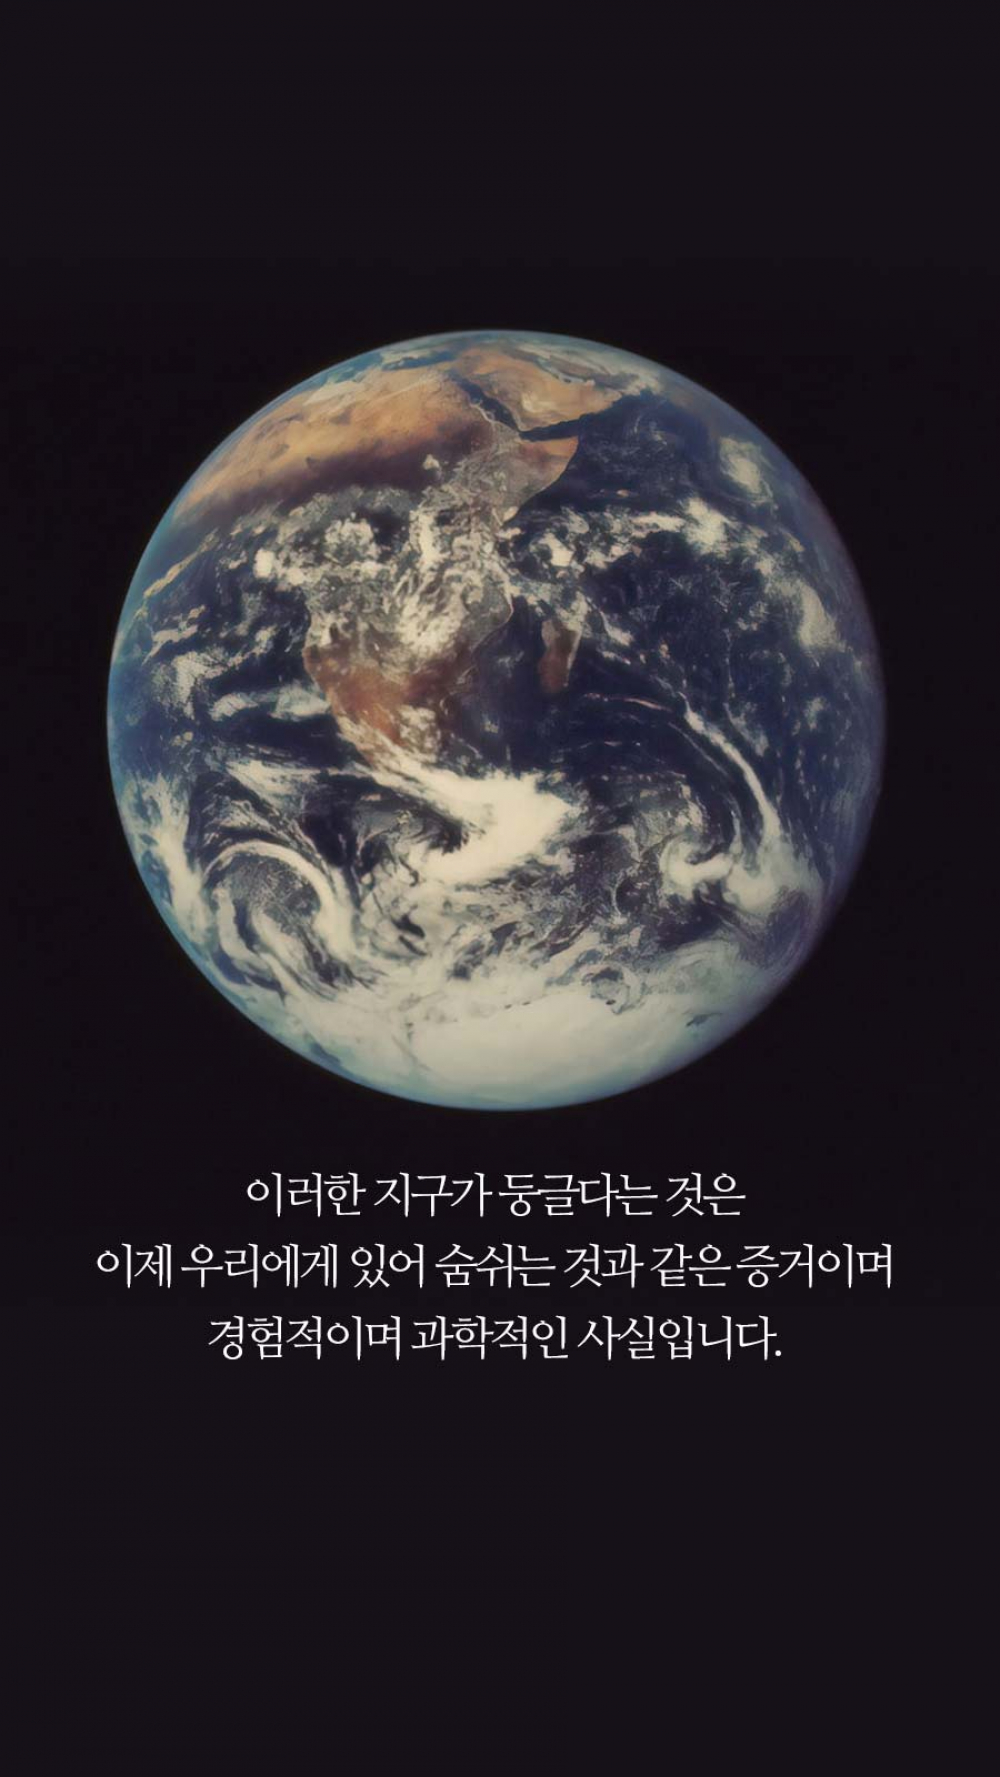 이러한 지구가 둥글다는 것은
이제 우리에게 있어 숨쉬는 것과 같은 증거이며
경험적이며 과학적인 사실입니다.